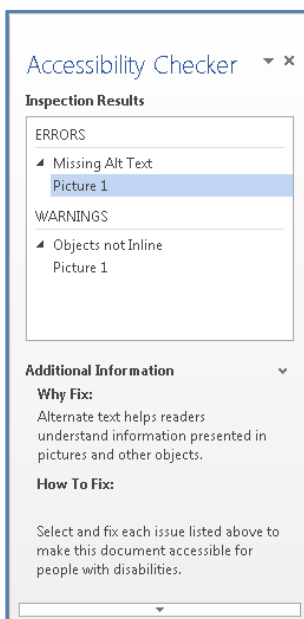 Accessibility Checker
Inspection Results
ERRORS
Missing Alt Text
Picture 1
WARNINGS
Objects not Inline
Picture 1
Additional Information
Why Fix:
Alternate text helps readers
understand information presented in
pictures and other objects.
How To Fix:
Select and fix each issue listed above to
make this document accessible for
people with disabilities.